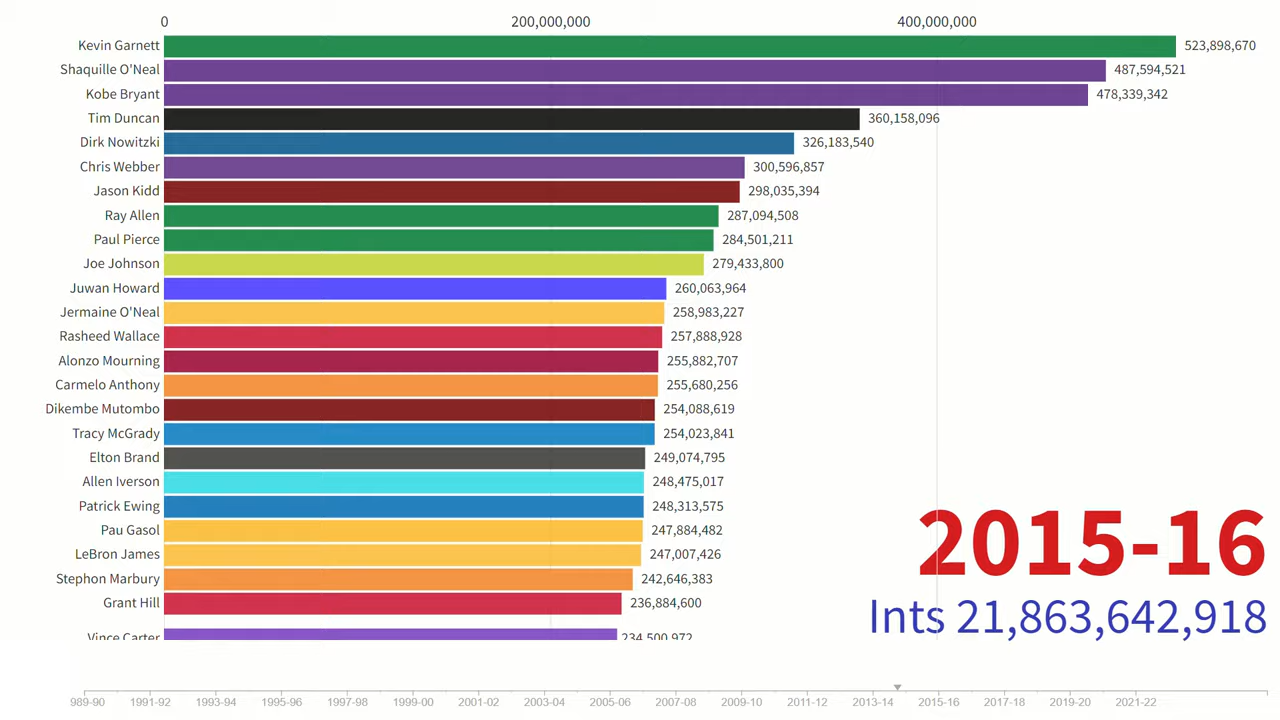 0 200,000,000 400,000,000
Kevin Garnett 523,898,670
Shaquille O'Neal 487,594,521
Kobe Bryant 478,339,342
Tim Duncan 360,158,096
Dirk Nowitzki 326,183,540
Chris Webber 300,596,857
Jason Kidd 298,035,394
Ray Allen 287,094,508
Paul Pierce 284,501,211
Joe Johnson 279,433,800
Juwan Howard 260,063,964
Jermaine O'Neal 258,983,227
Rasheed Wallace 257,888,928
Alonzo Mourning 255,882,707
Carmelo Anthony 255,680,256
Dikembe Mutombo 254,088,619
Tracy McGrady 254,023,841
Elton Brand 249,074,795
Allen Iverson 248,475,017
Patrick Ewing 248,313,575
Pau Gasol 247,884,482
LeBron James 247,007,426
Stephon Marbury 242,646,383
Grant Hill 236,884,600
Vince Carter 234,500,972
2015-16
Ints 21,863,642,918
989-90 1991-92 1993-94 1995-96 1997-98 1999-00 2001-02 2003-04 2005-06 2007-08 2009-10 2011-12 2013-14 2015-16 2017-18 2019-20 2021-22